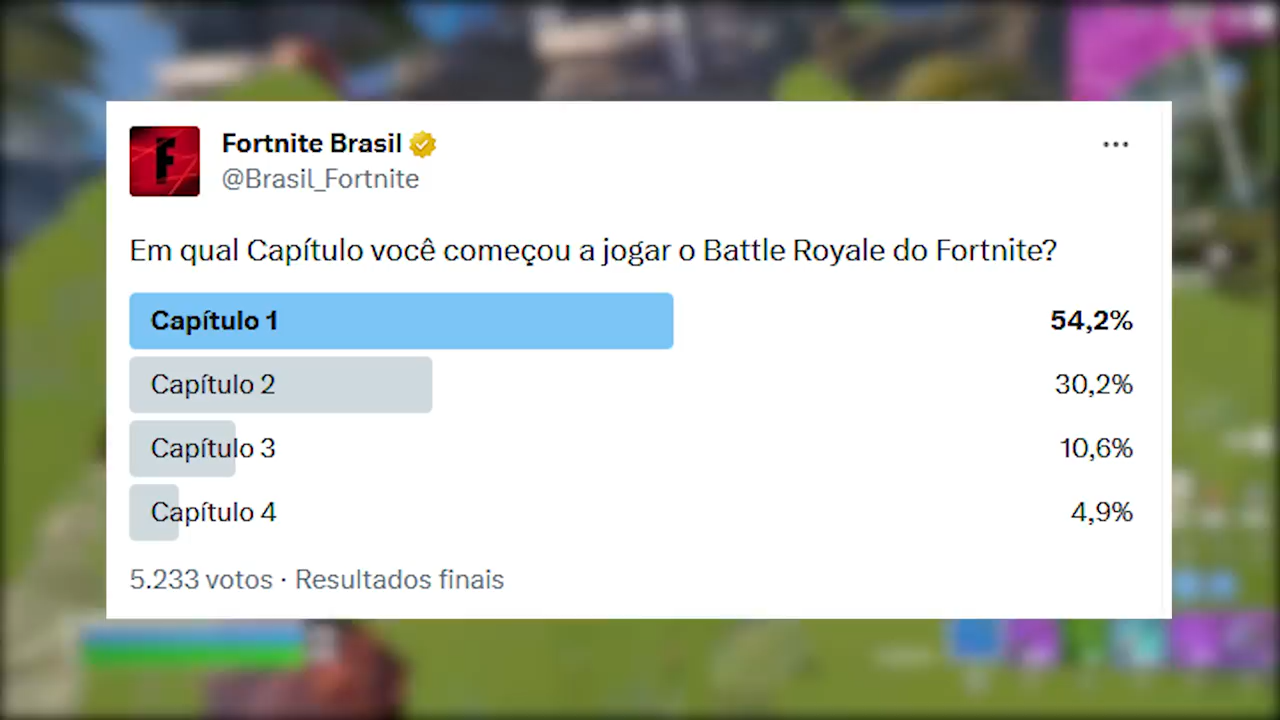 F
Fortnite Brasil
@Brasil_Fortnite
Em qual Capítulo você começou a jogar o Battle Royale do Fortnite?
Capítulo 1 54,2%
Capítulo 2 30,2%
Capítulo 3 10,6%
Capítulo 4 4,9%
5.233 votos · Resultados finais